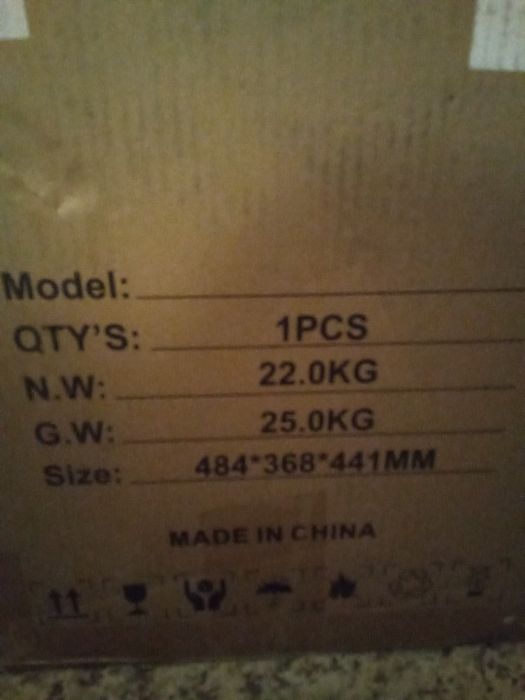 Model:
QTY'S: 1PCS
N.W: 22.0KG
G.W: 25.0KG
Size: 484*368*441MM
MADE IN CHINA